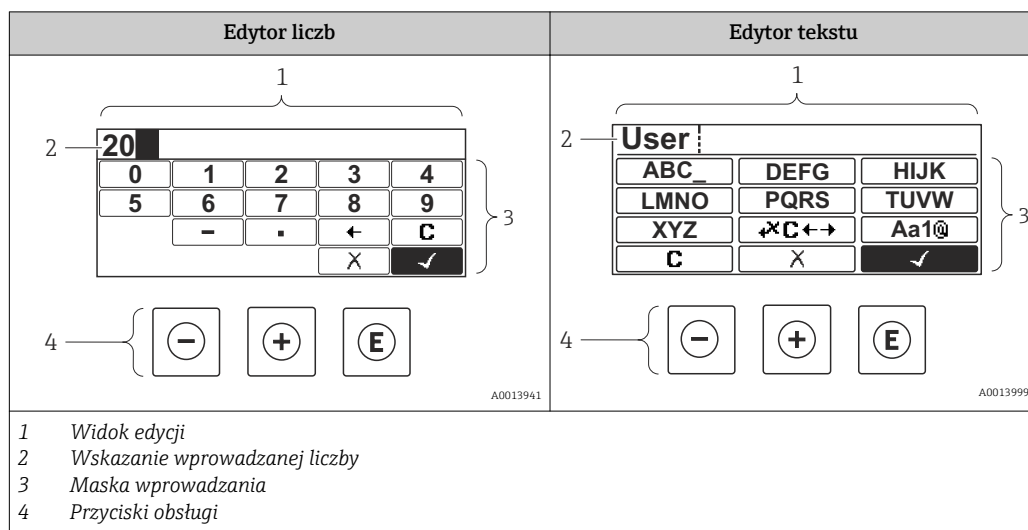 Edytor liczb
Edytor tekstu
1
2
20
0 1 2 3 4
5 6 7 8 9
- . ← C
X ✓
3
4
- + E
A0013941
1
2
User
ABC_ DEFG HIJK
LMNO PQRS TUVW
XYZ ↶×C←→ Aa1@
C X ✓
3
4
- + E
A0013999
1 Widok edycji
2 Wskazanie wprowadzanej liczby
3 Maska wprowadzania
4 Przyciski obsługi